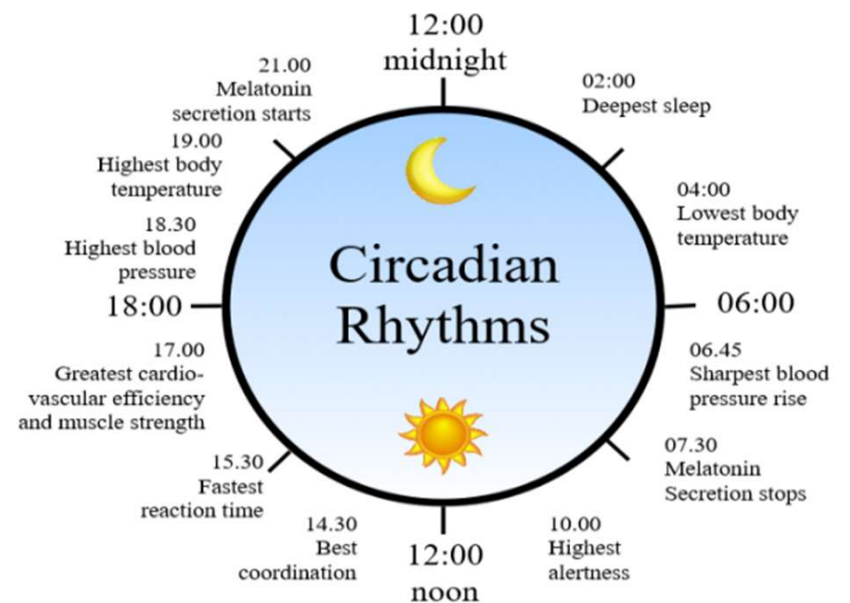 12:00
midnight
02:00
Deepest sleep
04:00
Lowest body
temperature
06:00
06.45
Sharpest blood
pressure rise
07.30
Melatonin
Secretion stops
10.00
Highest
alertness
12:00
noon
14.30
Best
coordination
15.30
Fastest
reaction time
17.00
Greatest cardio-
vascular efficiency
and muscle strength
18:00
18.30
Highest blood
pressure
19.00
Highest body
temperature
21.00
Melatonin
secretion starts
Circadian
Rhythms